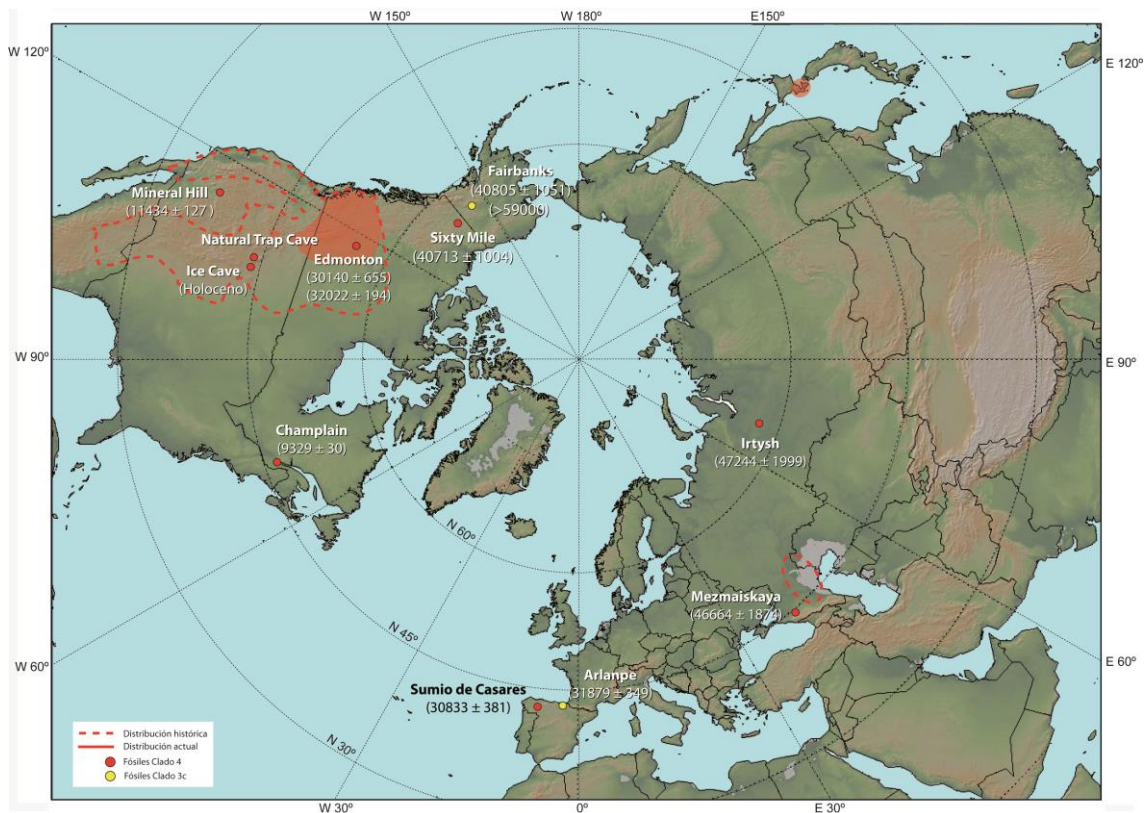 W 150º
W 180º
E150º
W 120º
E 120º
Fairbanks
(40805 ± 1051)
(>59000)
Mineral Hill
(11434 ± 127 )
Sixty Mile
(40713 ± 1004)
Natural Trap Cave
Edmonton
(30140 ± 655)
(32022 ± 194)
Ice Cave
(Holoceno)
W 90º
E 90º
Champlain
(9329 ± 30)
Irtysh
(47244 ± 1999)
N 60º
Mezmaiskaya
(46664 ± 1874)
N 45º
W 60º
E 60º
Arlanpe
(31879 ± 349)
Sumio de Casares
(30833 ± 381)
N 30º
Distribución histórica
Distribución actual
Fósiles Clado 4
Fósiles Clado 3c
W 30º
0º
E 30º